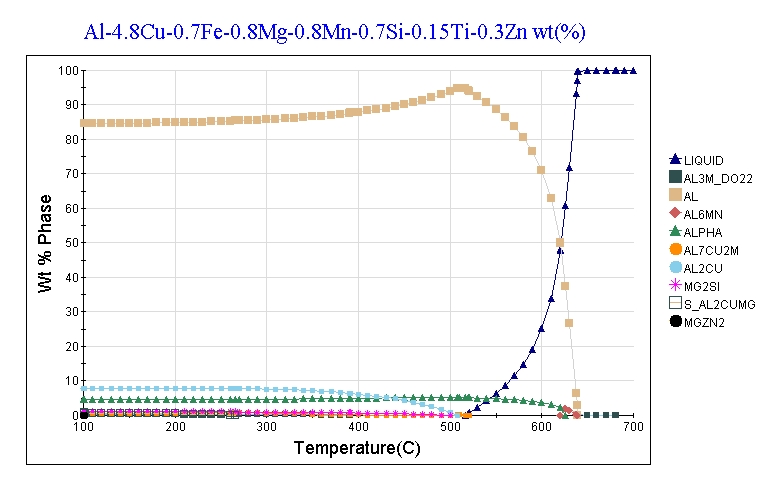 Al-4.8Cu-0.7Fe-0.8Mg-0.8Mn-0.7Si-0.15Ti-0.3Zn wt(%)
100
90
80
70
60
50
40
30
20
10
0
Wt % Phase
100 200 300 400 500 600 700
Temperature(C)
LIQUID
AL3M_DO22
AL
AL6MN
ALPHA
AL7CU2M
AL2CU
MG2SI
S_AL2CUMG
MGZN2